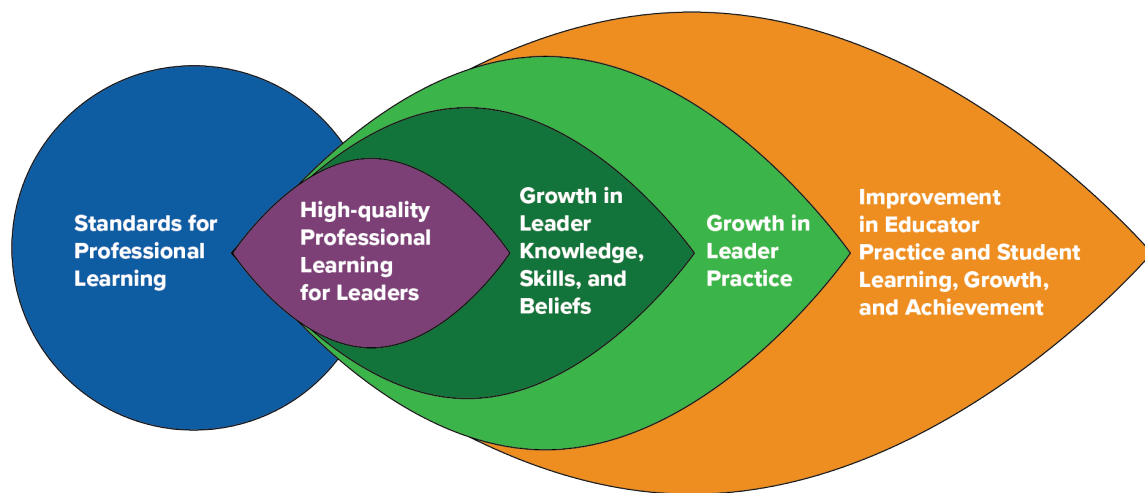 Standards for
Professional
Learning
High-quality
Professional
Learning
for Leaders
Growth in
Leader
Knowledge,
Skills, and
Beliefs
Growth in
Leader
Practice
Improvement
in Educator
Practice and Student
Learning, Growth,
and Achievement